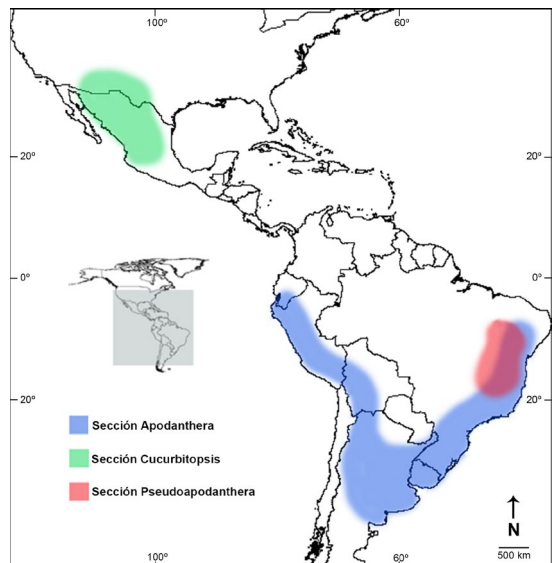 100º 60º
20º 20º
0º 0º
20º 20º
Sección Apodanthera
Sección Cucurbitopsis
Sección Pseudoapodanthera
N
500 km
100º 60º